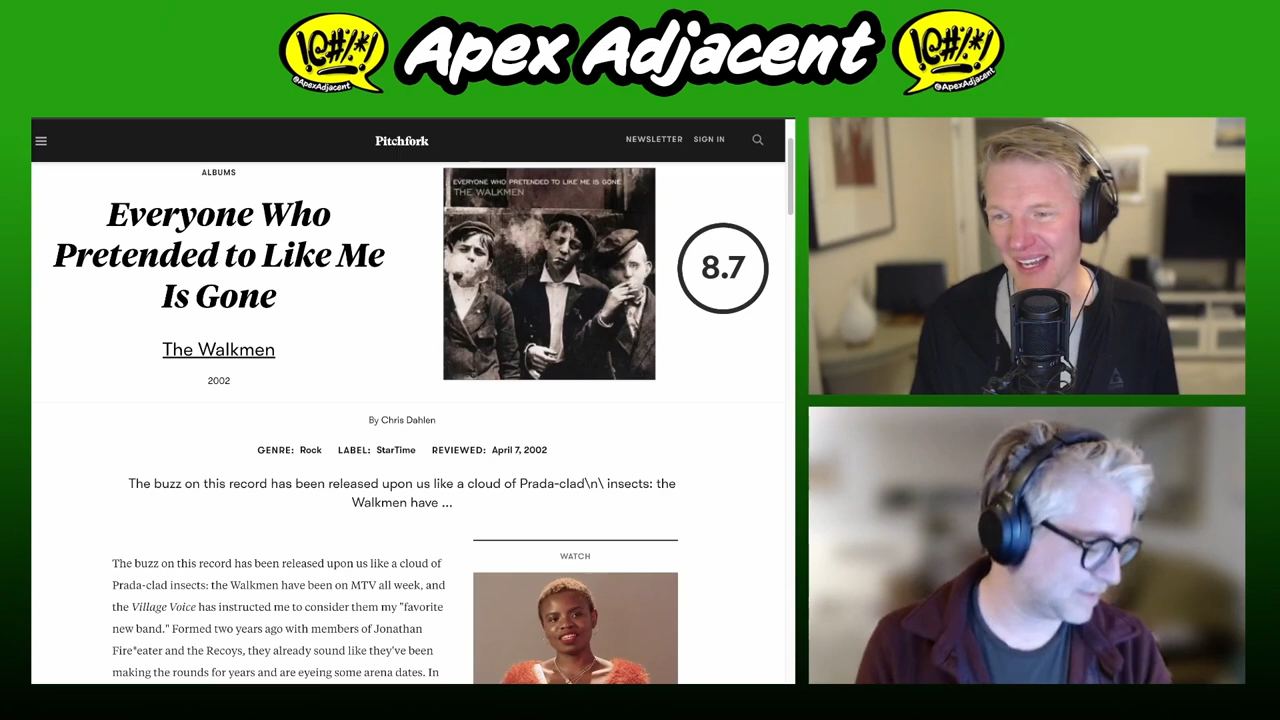 !@#%*!
@ApexAdjacent
Apex Adjacent
!@#%*!
@ApexAdjacent
Pitchfork
NEWSLETTER SIGN IN
ALBUMS
Everyone Who
Pretended to Like Me
Is Gone
The Walkmen
2002
EVERYONE WHO PRETENDED TO LIKE ME IS GONE
THE WALKMEN
8.7
By Chris Dahlen
GENRE: Rock LABEL: StarTime REVIEWED: April 7, 2002
The buzz on this record has been released upon us like a cloud of Prada-clad\n\ insects: the
Walkmen have ...
The buzz on this record has been released upon us like a cloud of
Prada-clad insects: the Walkmen have been on MTV all week, and
the Village Voice has instructed me to consider them my "favorite
new band." Formed two years ago with members of Jonathan
Fire*eater and the Recoys, they already sound like they've been
making the rounds for years and are eyeing some arena dates. In
WATCH